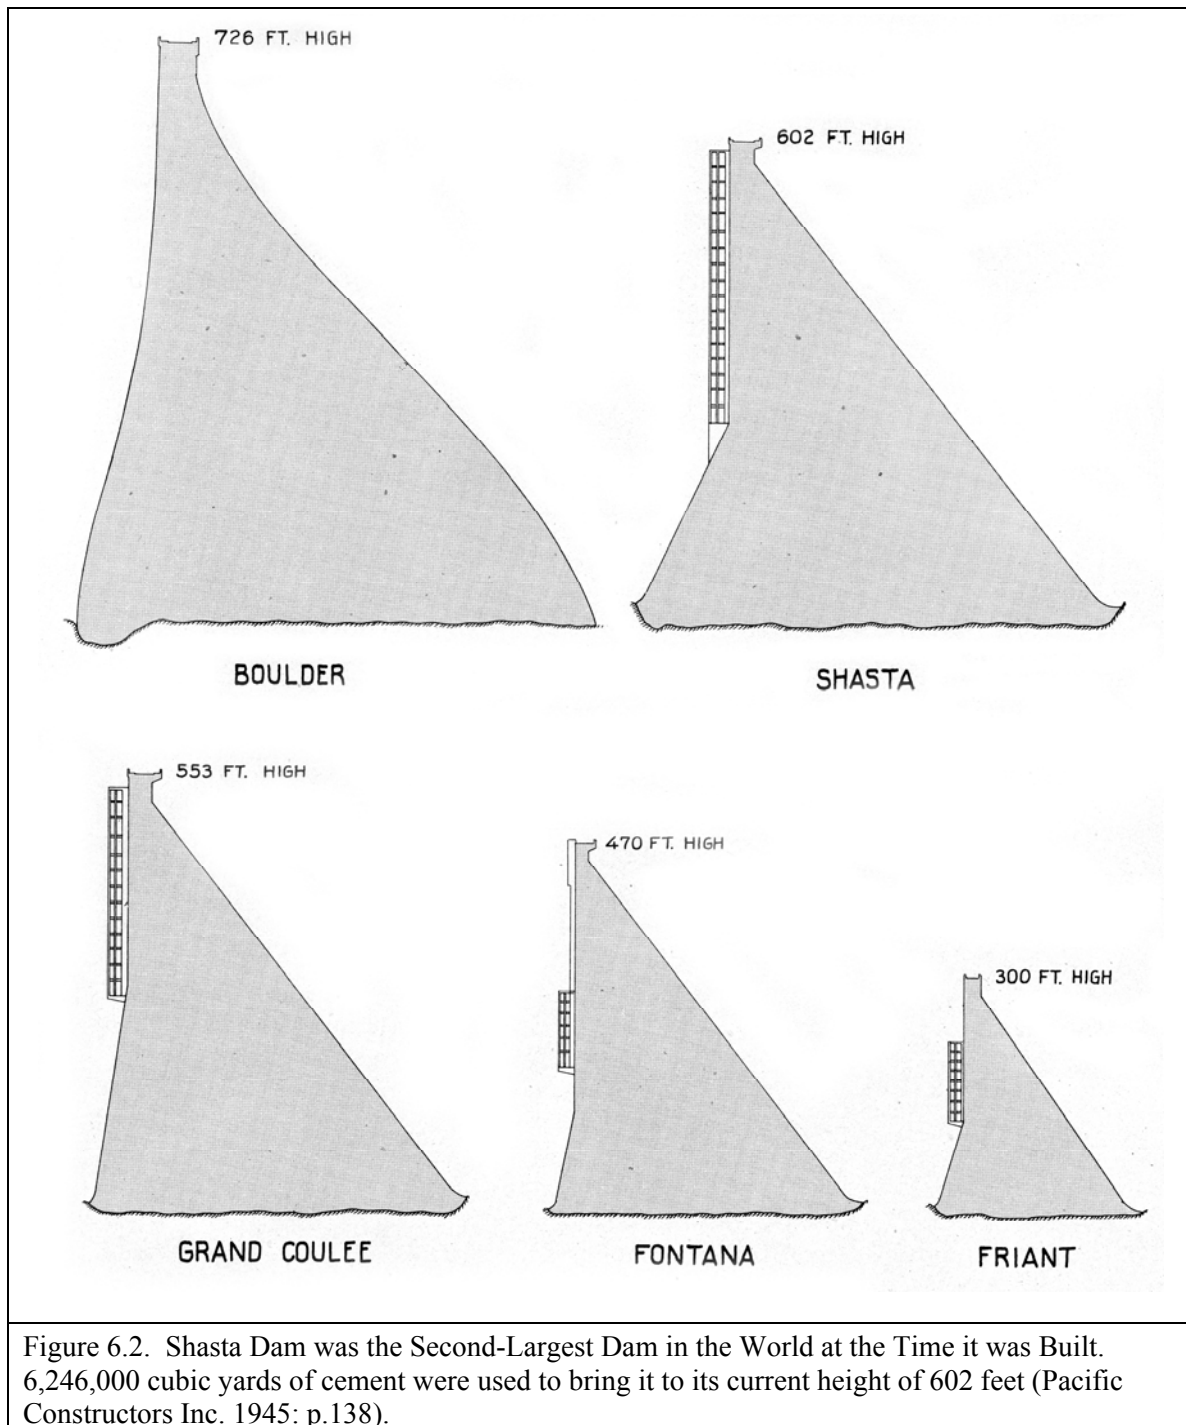 726 FT. HIGH
602 FT. HIGH
BOULDER
SHASTA
553 FT. HIGH
470 FT. HIGH
300 FT. HIGH
GRAND COULEE
FONTANA
FRIANT
Figure 6.2. Shasta Dam was the Second-Largest Dam in the World at the Time it was Built.
6,246,000 cubic yards of cement were used to bring it to its current height of 602 feet (Pacific
Constructors Inc. 1945: p.138).